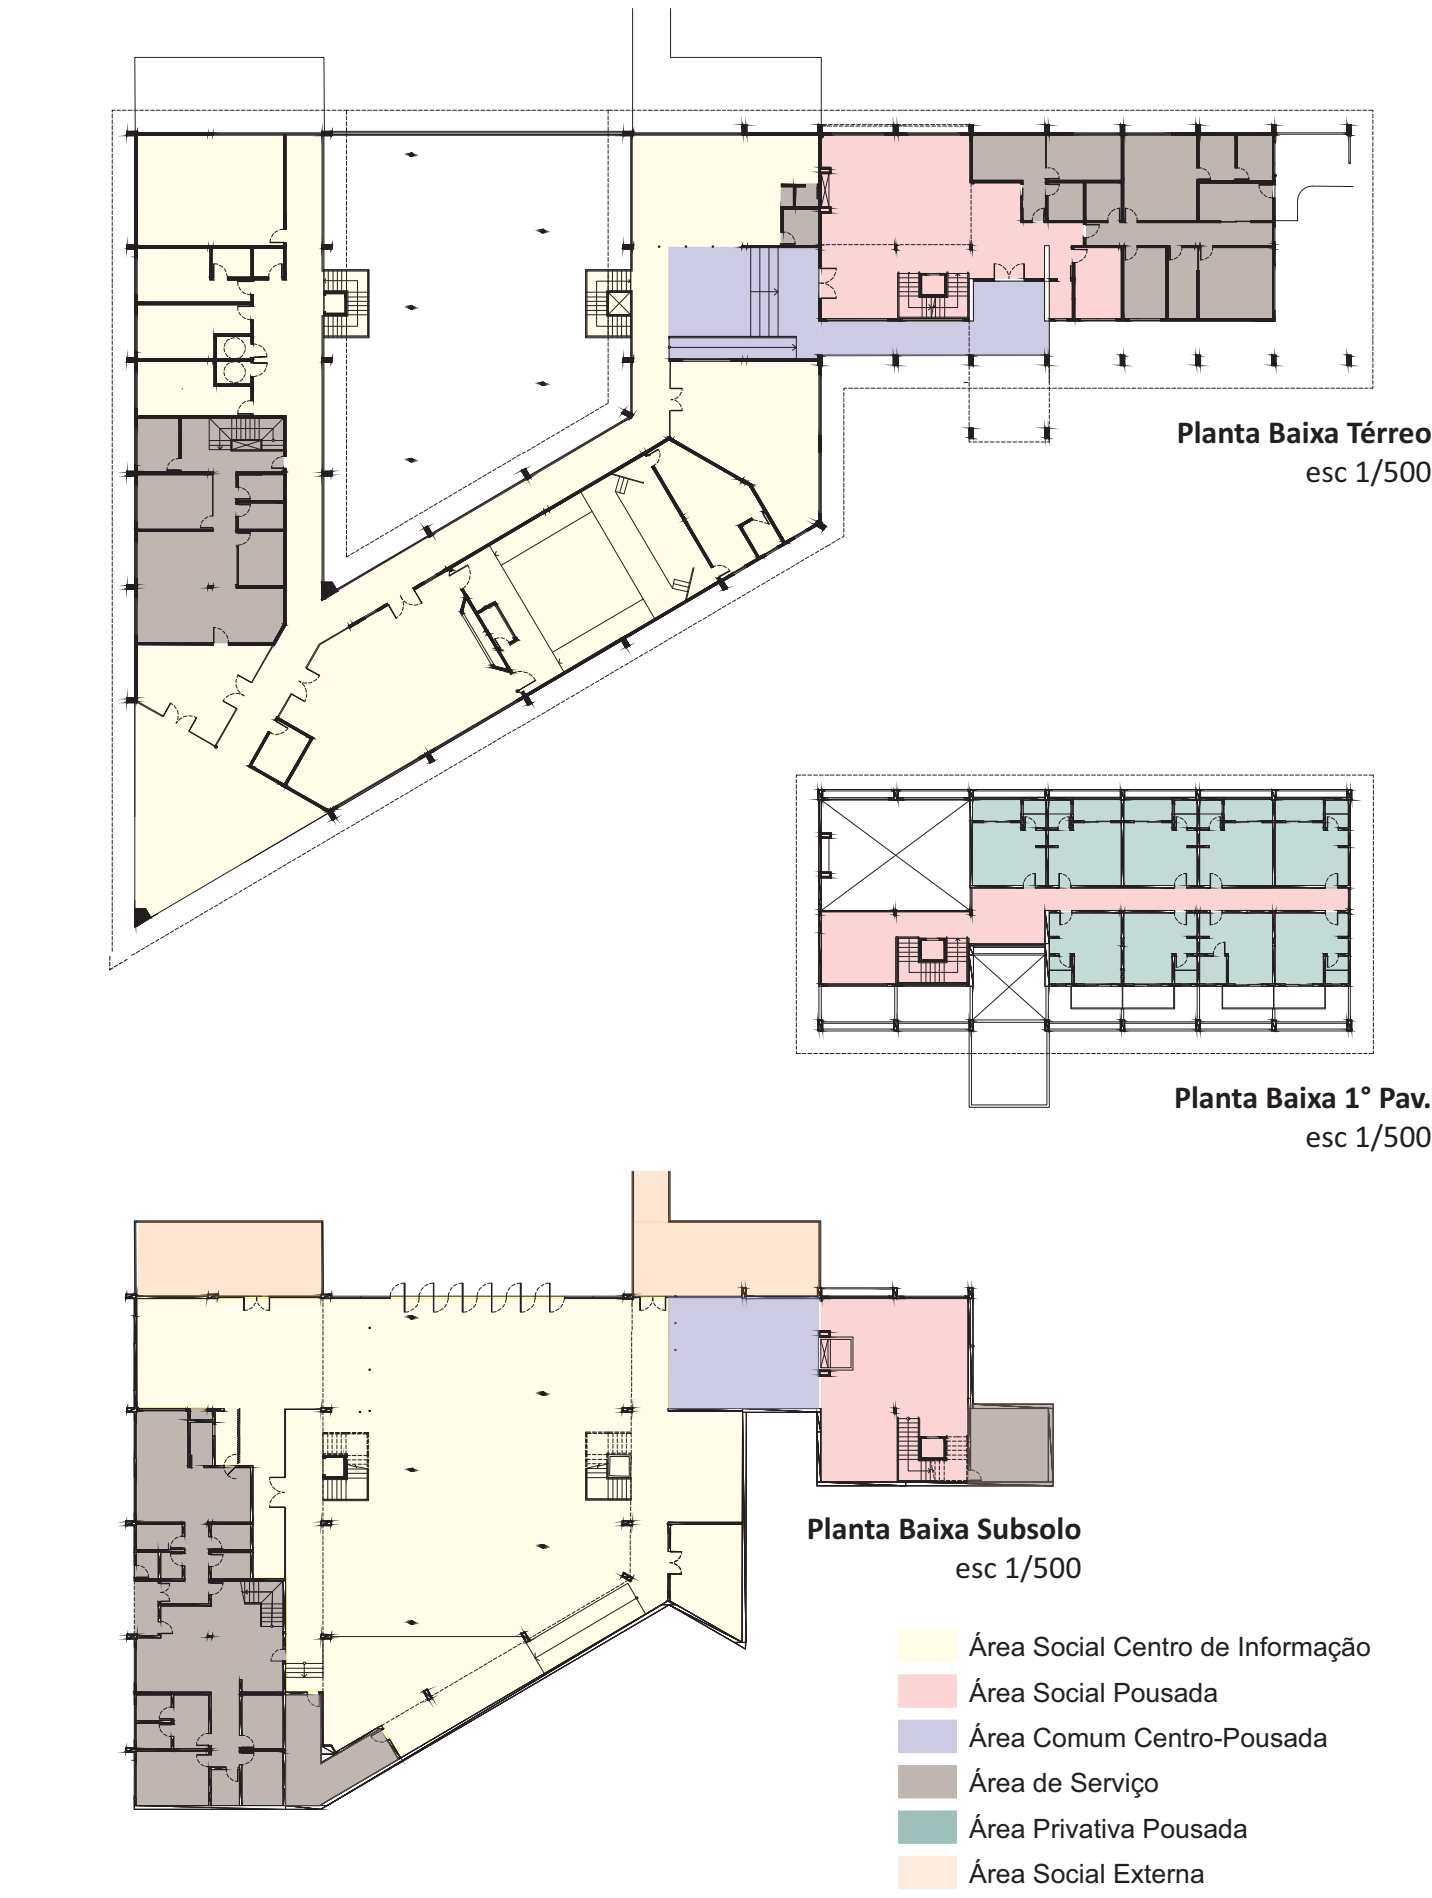 Planta Baixa Térreo
esc 1/500
Planta Baixa 1° Pav.
esc 1/500
Planta Baixa Subsolo
esc 1/500
Área Social Centro de Informação
Área Social Pousada
Área Comum Centro-Pousada
Área de Serviço
Área Privativa Pousada
Área Social Externa